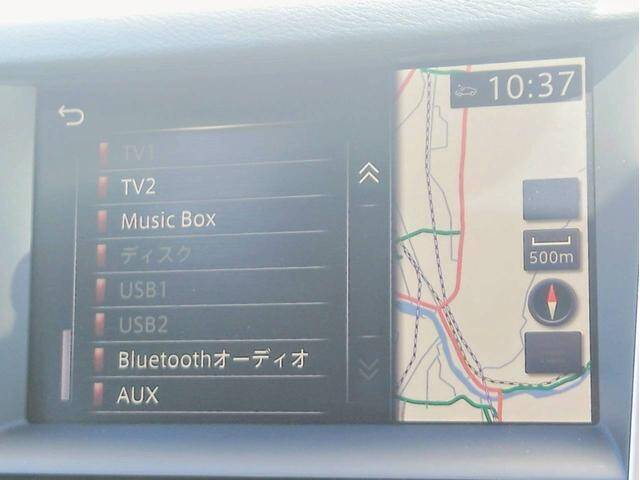 10:37
TV1
TV2
Music Box
ディスク
USB1
USB2
Bluetoothオーディオ
AUX
500m